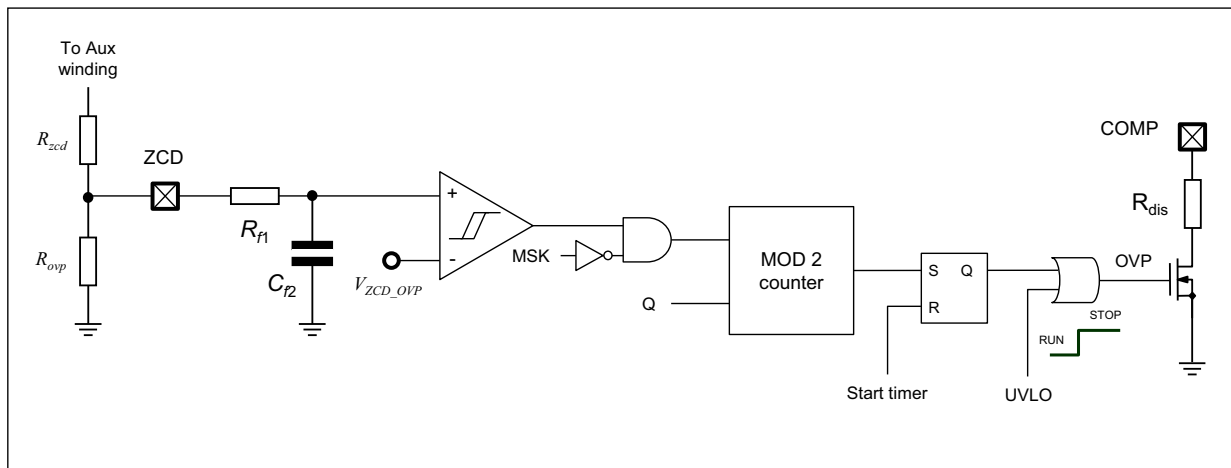 To Aux
winding
R_zcd
ZCD
R_ovp
R_f1
C_f2
+
-
V_ZCD_OVP
MSK
Q
MOD 2
counter
S Q
R
Start timer
UVLO
RUN
STOP
OVP
COMP
R_dis